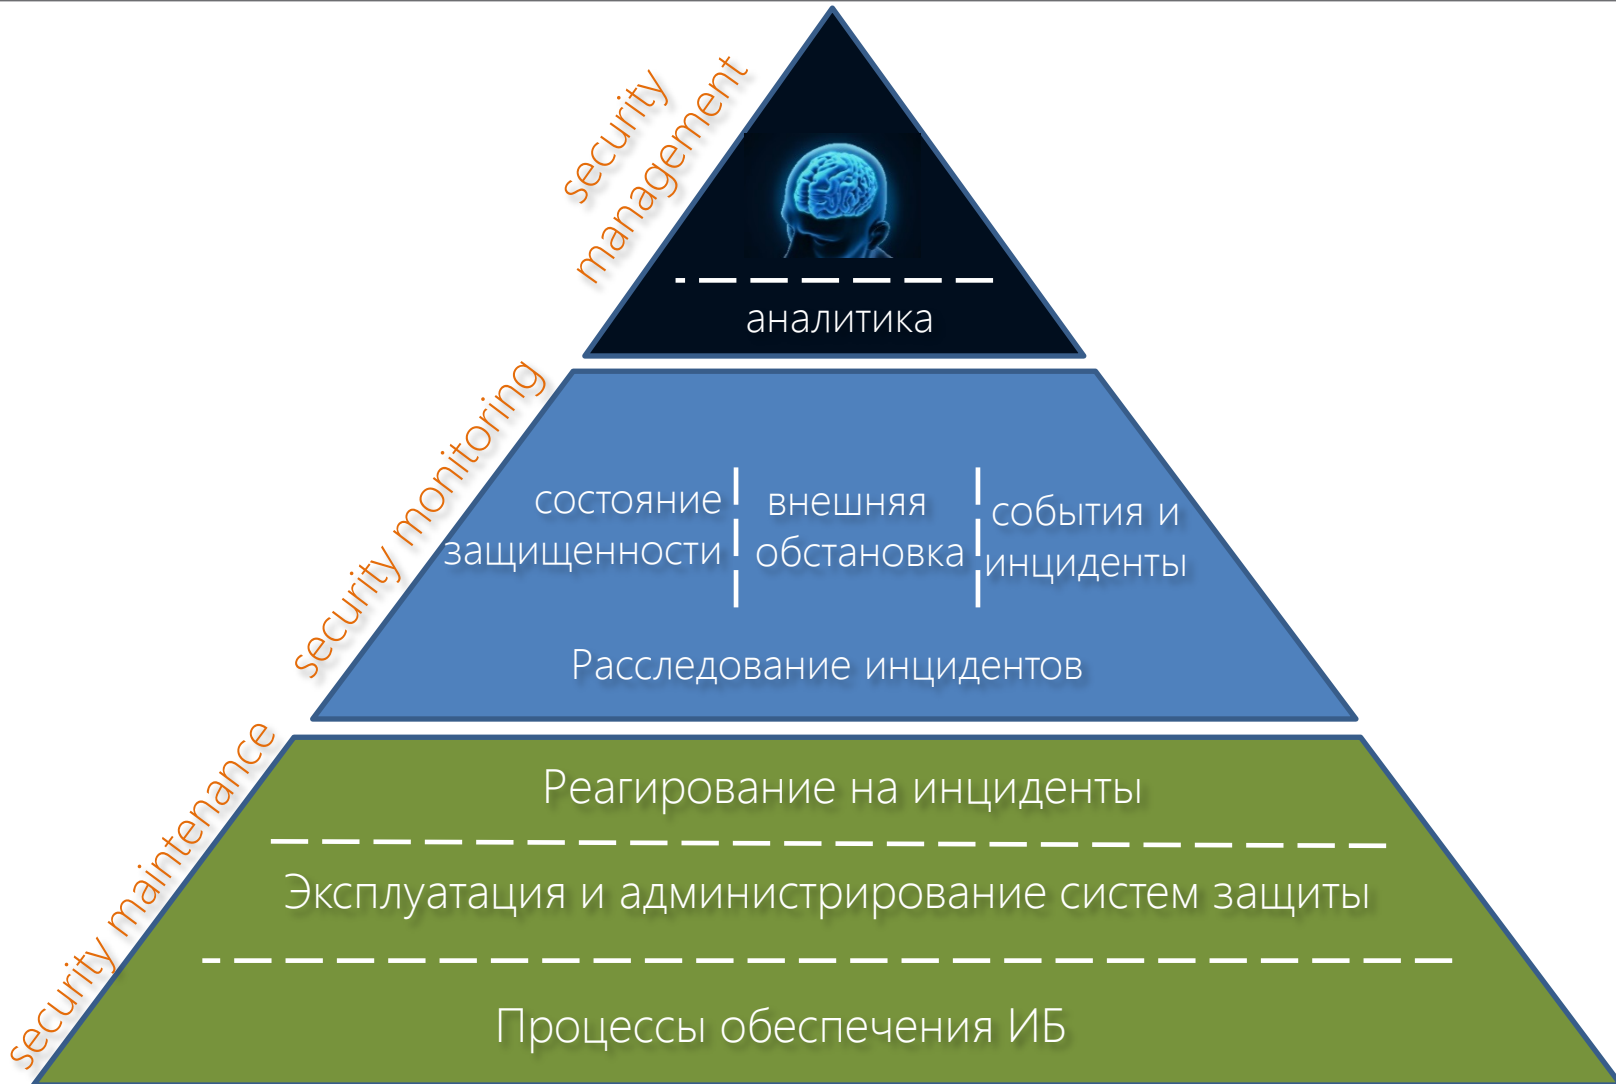 security
management
аналитика
security monitoring
состояние
защищенности
внешняя
обстановка
события и
инциденты
Расследование инцидентов
security maintenance
Реагирование на инциденты
Эксплуатация и администрирование систем защиты
Процессы обеспечения ИБ